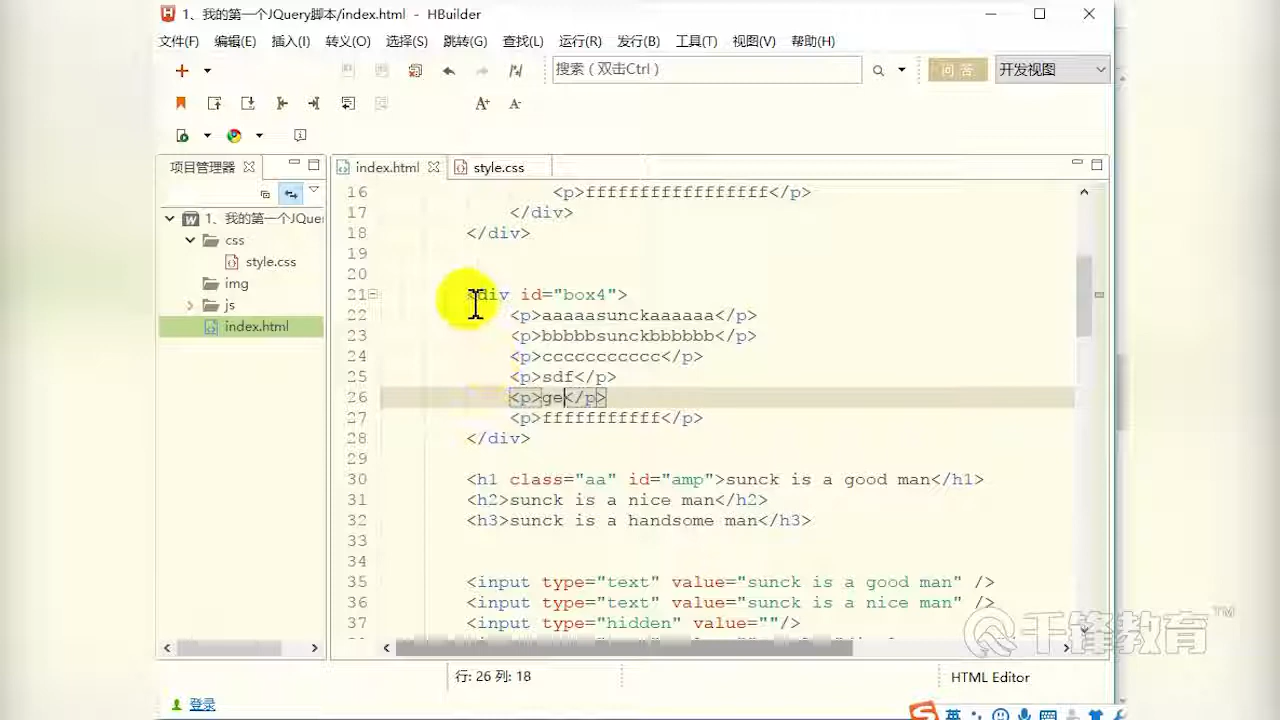 1、我的第一个JQuery脚本/index.html - HBuilder
文件(F) 编辑(E) 插入(I) 转义(O) 选择(S) 跳转(G) 查找(L) 运行(R) 发行(B) 工具(T) 视图(V) 帮助(H)
搜索（双击Ctrl）
问 答
开发视图
A+ A-
项目管理器
index.html
style.css
1、我的第一个JQuer
css
style.css
img
js
index.html
16 <p>fffffffffffffffff</p>
17 </div>
18 </div>
19
20
21 <div id="box4">
22 <p>aaaaasunckaaaaaa</p>
23 <p>bbbbbsunckbbbbbb</p>
24 <p>ccccccccccc</p>
25 <p>sdf</p>
26 <p>ge</p>
27 <p>fffffffffff</p>
28 </div>
29
30 <h1 class="aa" id="amp">sunck is a good man</h1>
31 <h2>sunck is a nice man</h2>
32 <h3>sunck is a handsome man</h3>
33
34
35 <input type="text" value="sunck is a good man" />
36 <input type="text" value="sunck is a nice man" />
37 <input type="hidden" value=""/>
千锋教育™
行: 26 列: 18
HTML Editor
登录
英